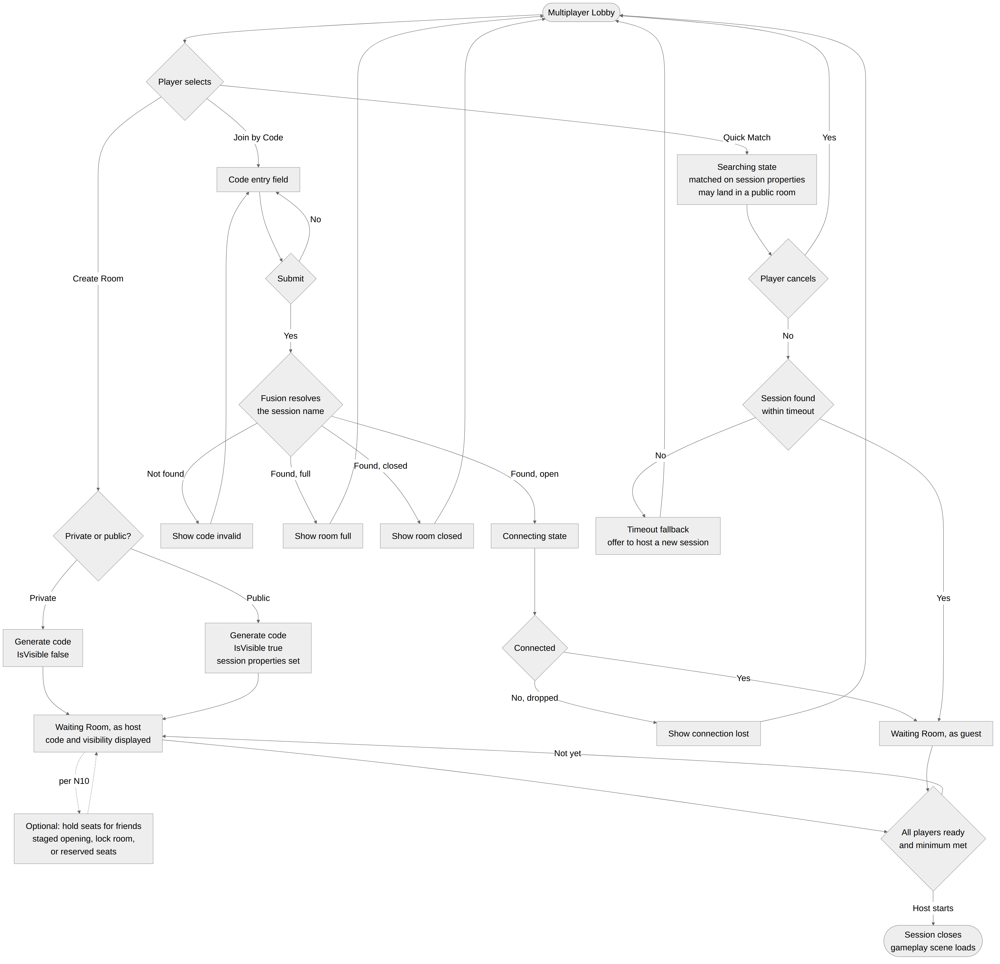 Multiplayer Lobby
Player selects
Join by Code
Quick Match
Yes
Code entry field
Searching state
matched on session properties
may land in a public room
No
Create Room
Submit
Player cancels
Yes
No
Fusion resolves
the session name
Session found
within timeout
Not found
Found, full
Found, closed
Found, open
No
Private or public?
Show code invalid
Show room full
Show room closed
Connecting state
Timeout fallback
offer to host a new session
Private
Public
Yes
Generate code
IsVisible false
Generate code
IsVisible true
session properties set
Connected
Yes
No, dropped
Waiting Room, as host
code and visibility displayed
Show connection lost
Waiting Room, as guest
Not yet
per N10
Optional: hold seats for friends
staged opening, lock room,
or reserved seats
All players ready
and minimum met
Host starts
Session closes
gameplay scene loads